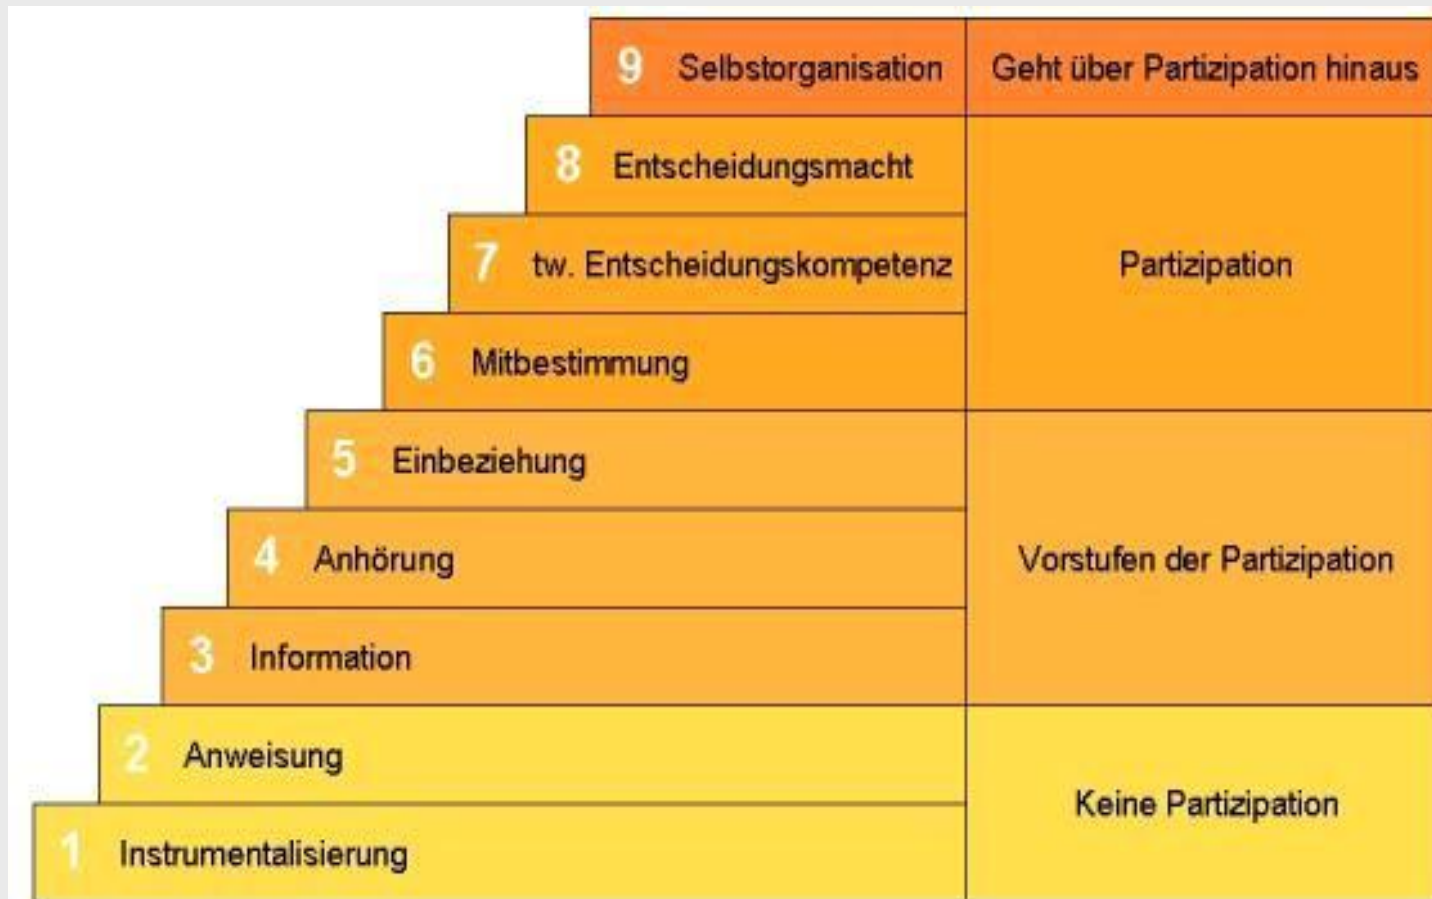 9 Selbstorganisation Geht über Partizipation hinaus
8 Entscheidungsmacht
7 tw. Entscheidungskompetenz Partizipation
6 Mitbestimmung
5 Einbeziehung
4 Anhörung Vorstufen der Partizipation
3 Information
2 Anweisung
Keine Partizipation
1 Instrumentalisierung